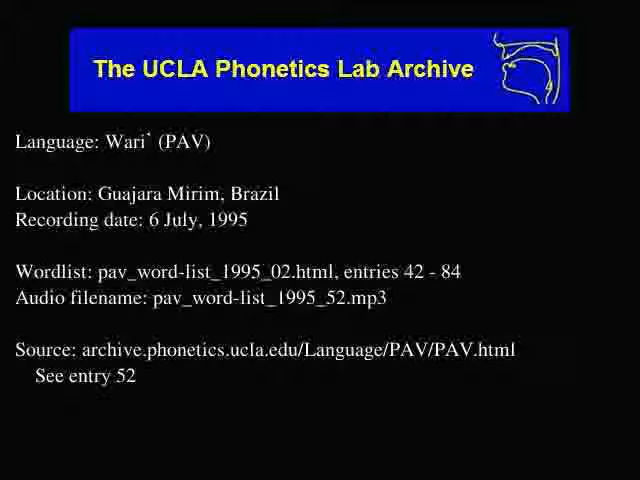 The UCLA Phonetics Lab Archive
Language: Wari` (PAV)
Location: Guajara Mirim, Brazil
Recording date: 6 July, 1995
Wordlist: pav_word-list_1995_02.html, entries 42 - 84
Audio filename: pav_word-list_1995_52.mp3
Source: archive.phonetics.ucla.edu/Language/PAV/PAV.html
See entry 52